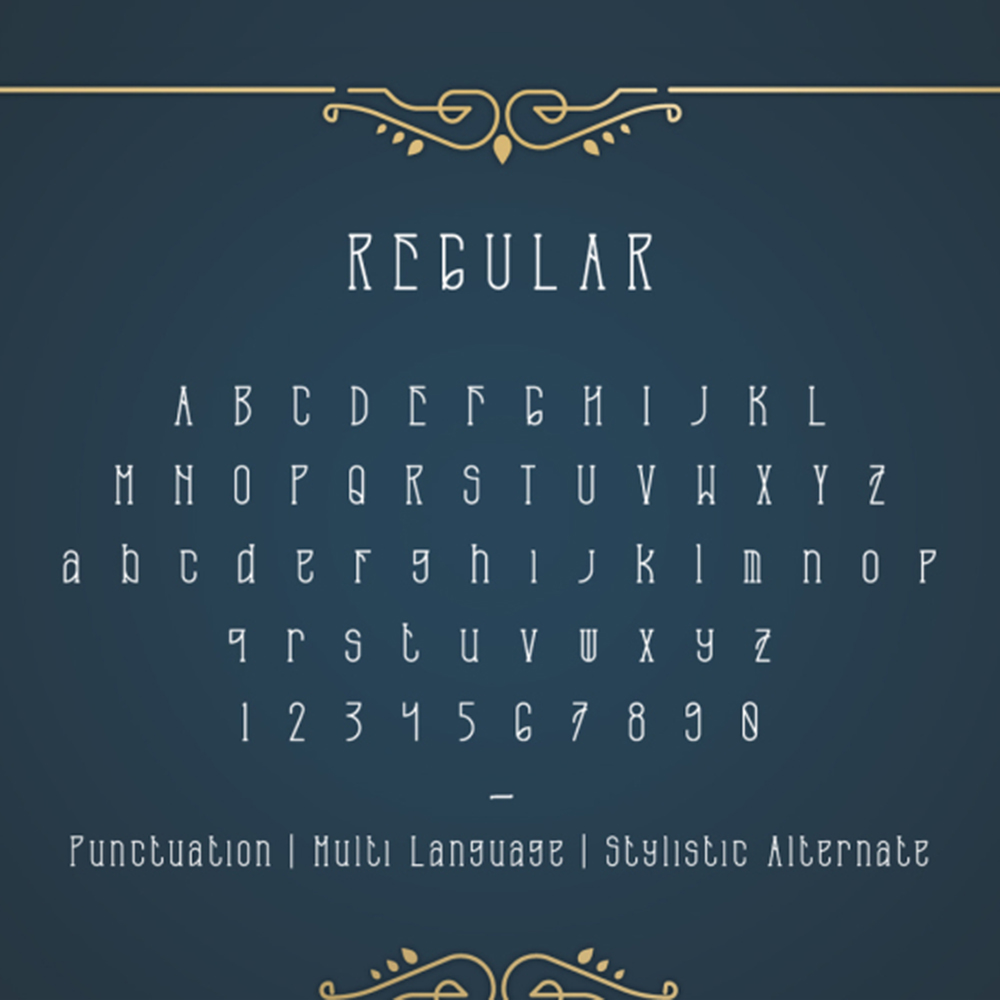 REGULAR
A B C D E F G H I J K L
M N O P Q R S T U V W X Y Z
a b c d e f g h i j k l m n o p
q r s t u v w x y z
1 2 3 4 5 6 7 8 9 0
–
Punctuation | Multi Language | Stylistic Alternate